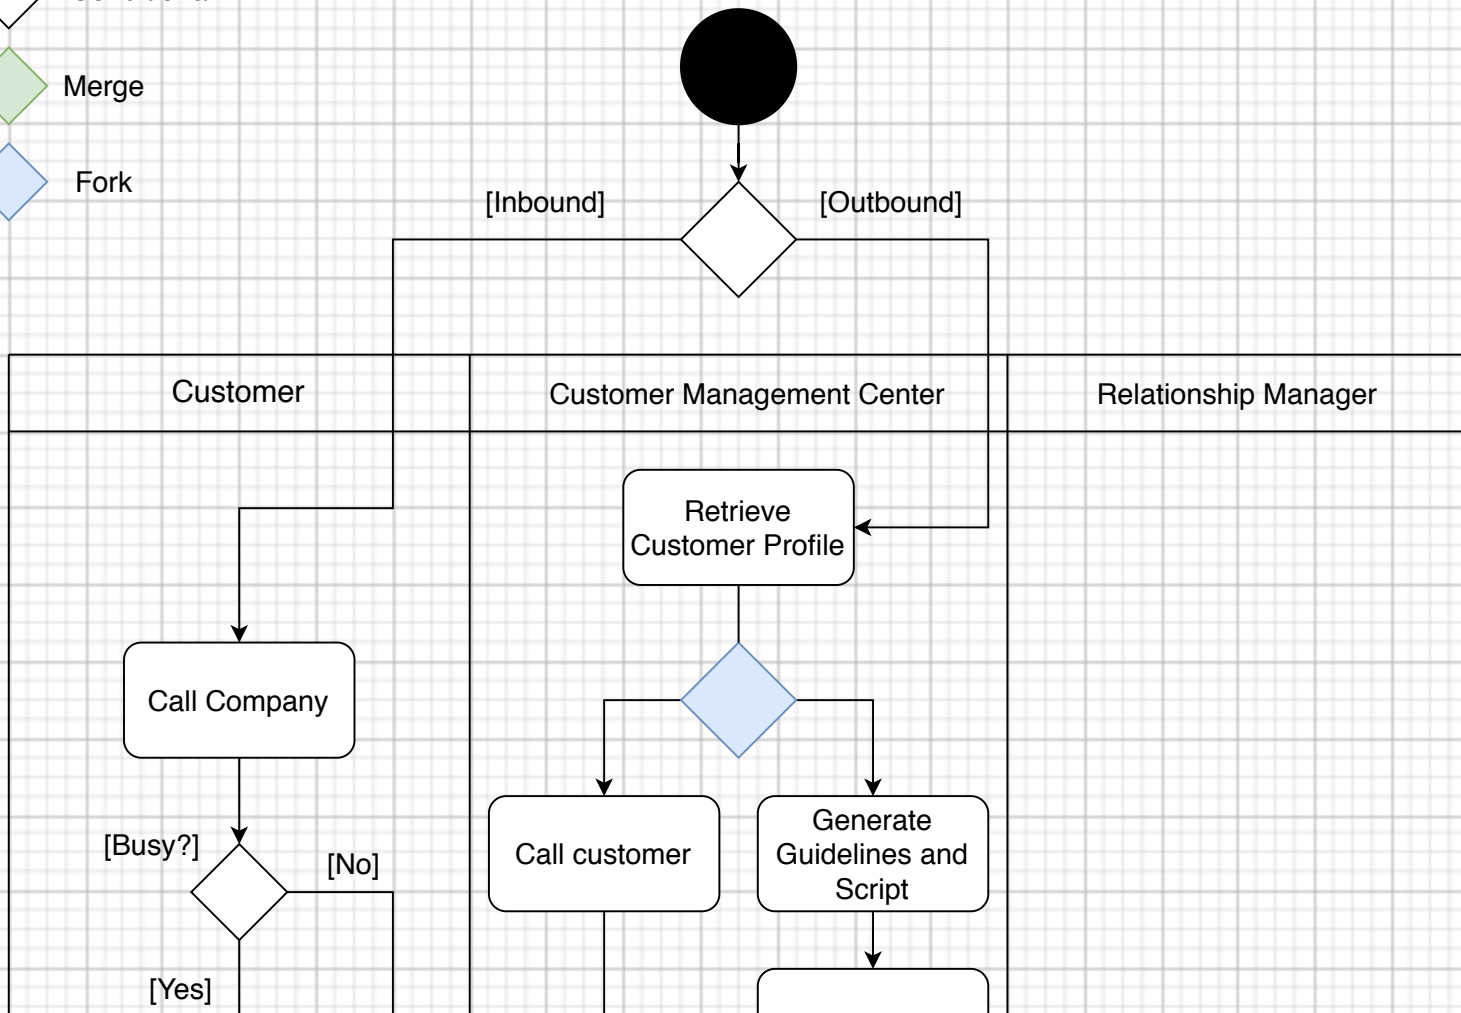 Merge
Fork
[Inbound]
[Outbound]
Customer
Customer Management Center
Relationship Manager
Retrieve
Customer Profile
Call Company
Call customer
Generate
Guidelines and
Script
[Busy?]
[No]
[Yes]